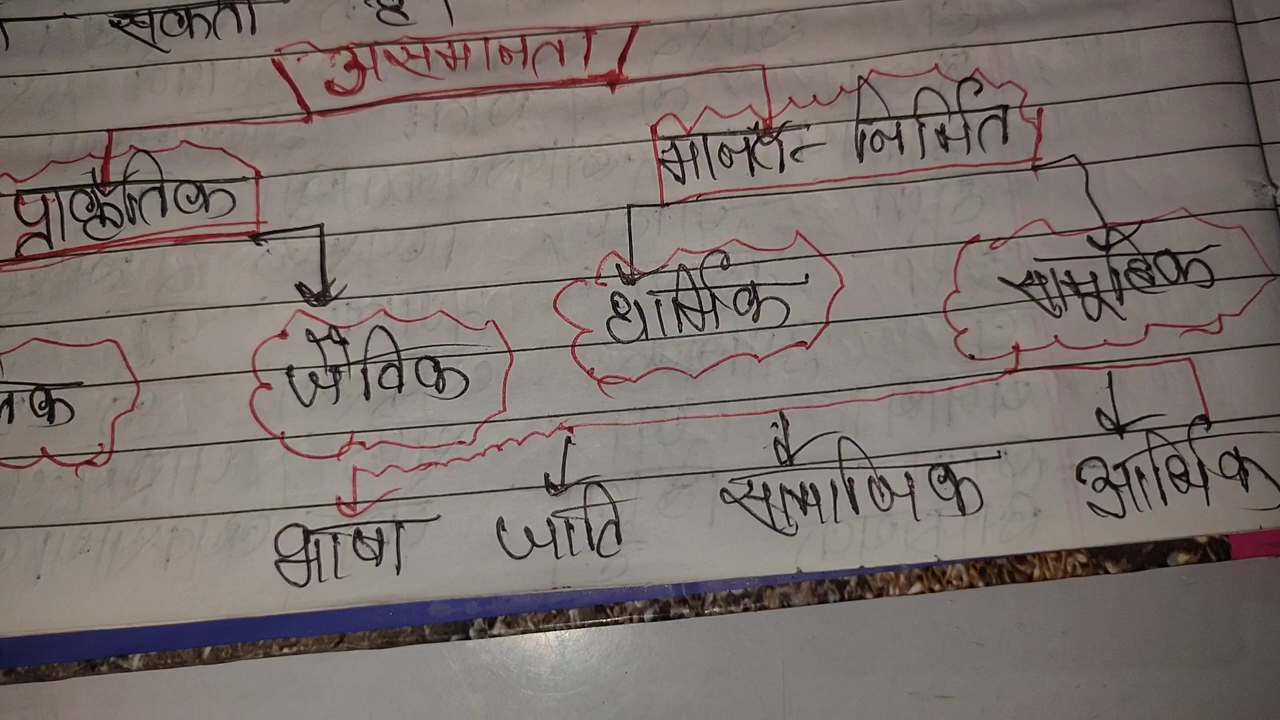 सकता है।
असमानता
प्राकृतिक
मानव- निर्मित
जैविक
धार्मिक
सामूहिक
भाषा जाति सामाजिक आर्थिक